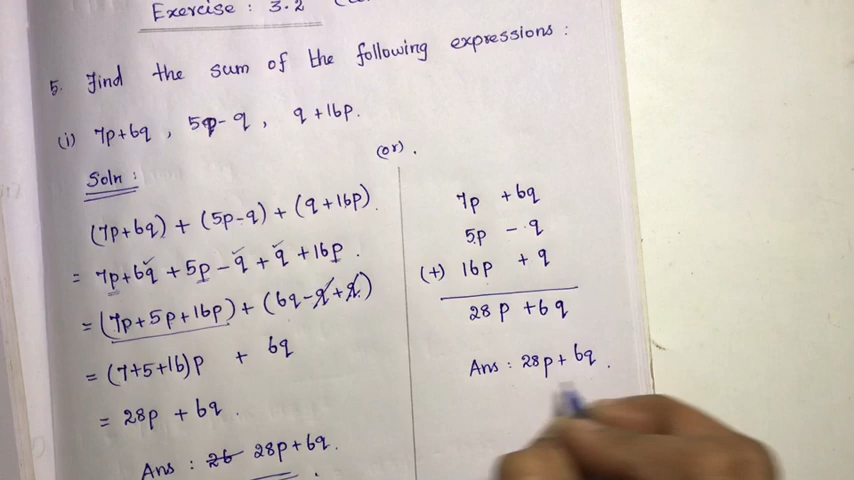 Exercise : 3.2 (
5. Find the sum of the following expressions :
(i) 7p+6q , 5p-q , q+16p.
Soln :
(7p+6q) + (5p-q) + (q+16p)
= 7p+6q +5p -q +q +16p .
= (7p+5p+16p) + (6q-q+q)
= (7+5+16)p + 6q
= 28p + 6q .
Ans : 26 28p+6q.
(or) .
7p +6q
5p - q
(+) 16p + q
28p +6q
Ans : 28p+6q .